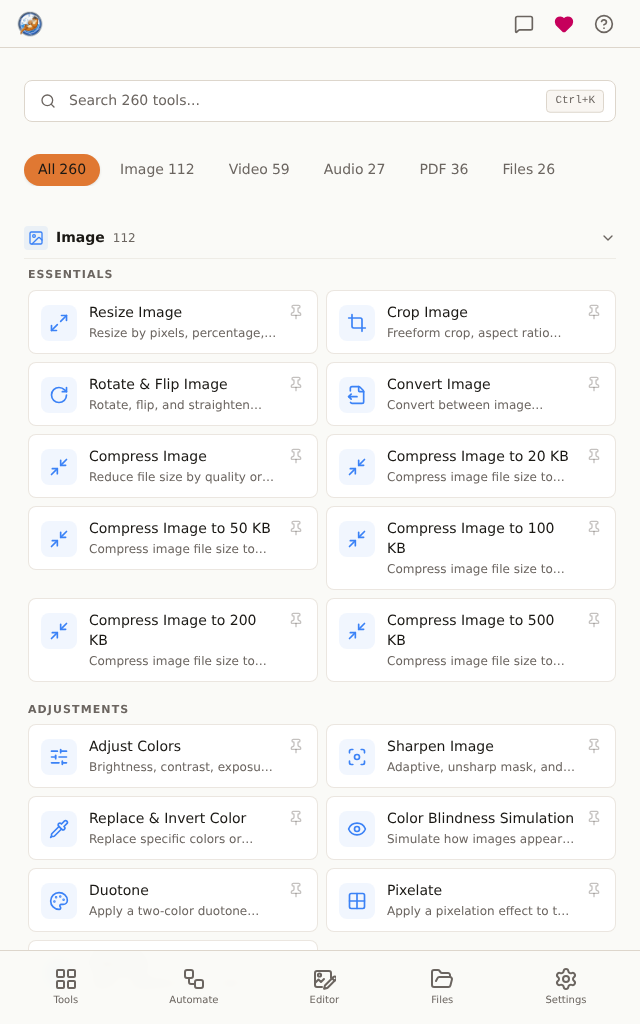 Search 260 tools...
Ctrl+K
All 260
Image 112
Video 59
Audio 27
PDF 36
Files 26
Image 112
ESSENTIALS
Resize Image
Resize by pixels, percentage,...
Crop Image
Freeform crop, aspect ratio...
Rotate & Flip Image
Rotate, flip, and straighten...
Convert Image
Convert between image...
Compress Image
Reduce file size by quality or...
Compress Image to 20 KB
Compress image file size to...
Compress Image to 50 KB
Compress image file size to...
Compress Image to 100
KB
Compress image file size to...
Compress Image to 200
KB
Compress image file size to...
Compress Image to 500
KB
Compress image file size to...
ADJUSTMENTS
Adjust Colors
Brightness, contrast, exposu...
Sharpen Image
Adaptive, unsharp mask, and...
Replace & Invert Color
Replace specific colors or...
Color Blindness Simulation
Simulate how images appear...
Duotone
Apply a two-color duotone...
Pixelate
Apply a pixelation effect to t...
Tools
Automate
Editor
Files
Settings